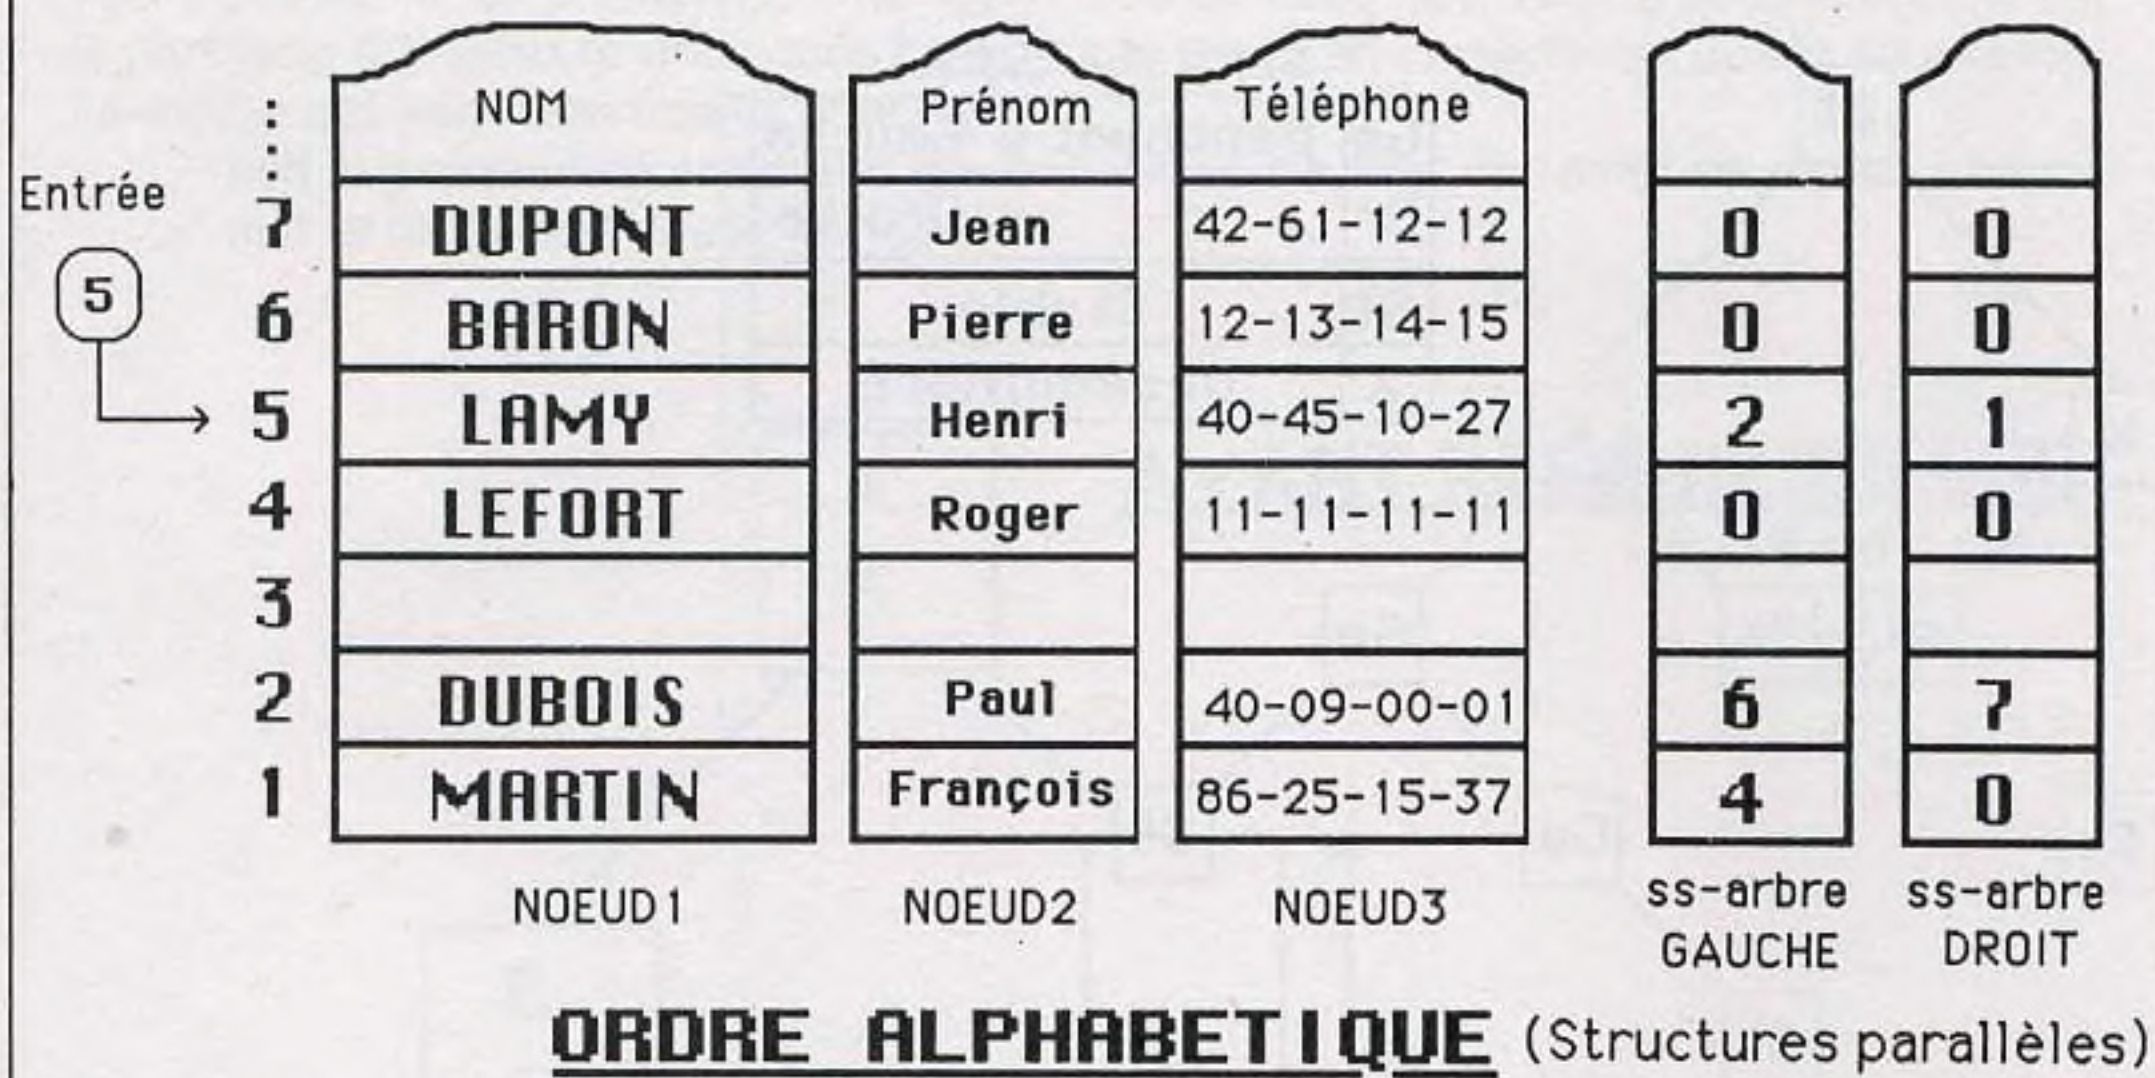 NOM Prénom Téléphone
Entrée
7 DUPONT Jean 42-61-12-12 0 0
5
6 BARON Pierre 12-13-14-15 0 0
5 LAMY Henri 40-45-10-27 2 1
4 LEFORT Roger 11-11-11-11 0 0
3
2 DUBOIS Paul 40-09-00-01 6 7
1 MARTIN François 86-25-15-37 4 0
NOEUD1 NOEUD2 NOEUD3 ss-arbre ss-arbre
GAUCHE DROIT
ORDRE ALPHABETIQUE (Structures parallèles)